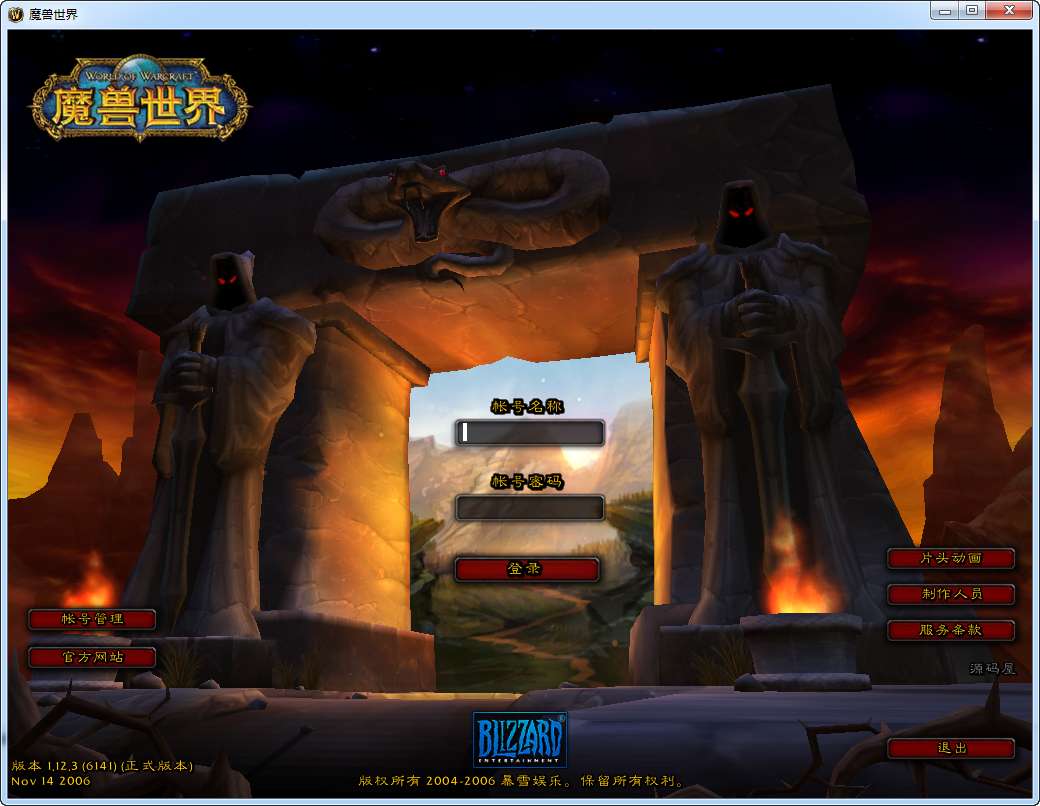 魔兽世界
WORLD OF WARCRAFT
魔兽世界
帐号名称
帐号密码
登录
片头动画
制作人员
服务条款
帐号管理
官方网站
源码屋
BLIZZARD
ENTERTAINMENT
退出
版本 1.12.3 (6141) (正式版本)
Nov 14 2006
版权所有 2004-2006 暴雪娱乐。保留所有权利。